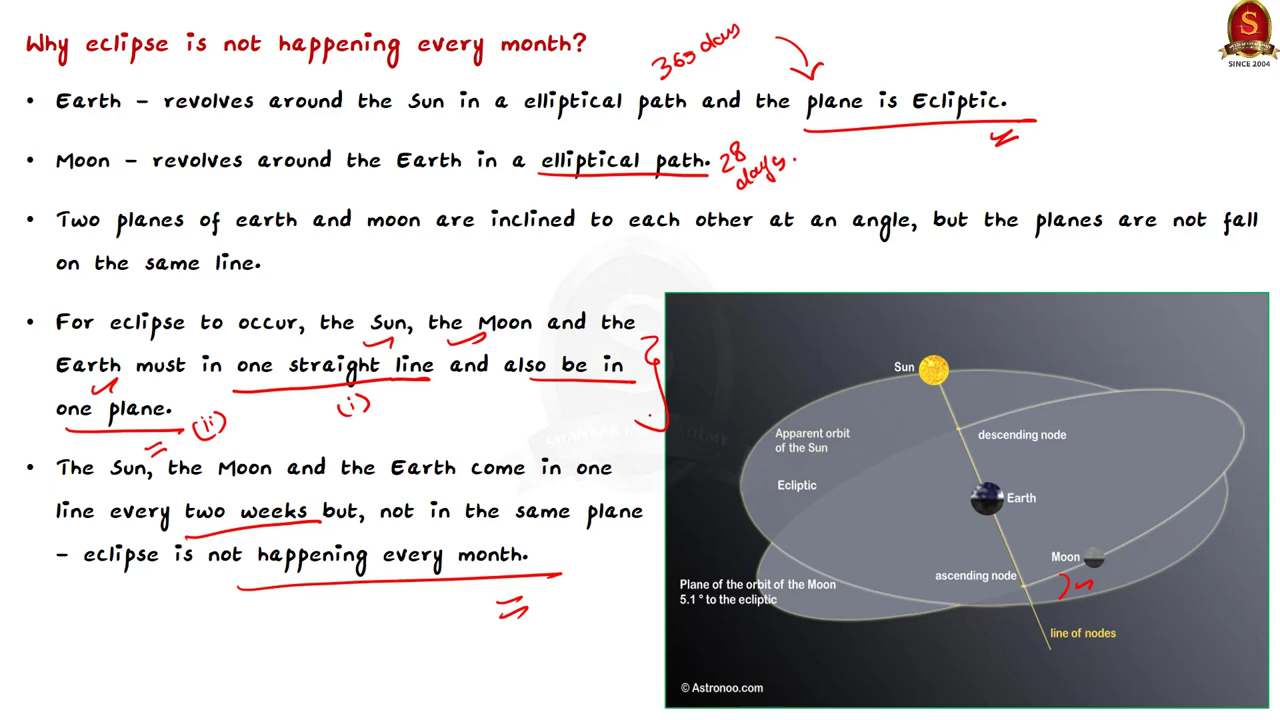 Why eclipse is not happening every month?
365 days
• Earth – revolves around the Sun in a elliptical path and the plane is Ecliptic.
• Moon – revolves around the Earth in a elliptical path.
28 days.
• Two planes of earth and moon are inclined to each other at an angle, but the planes are not fall
on the same line.
• For eclipse to occur, the Sun, the Moon and the
Earth must in one straight line and also be in
(i)
one plane.
(ii)
• The Sun, the Moon and the Earth come in one
line every two weeks but, not in the same plane
– eclipse is not happening every month.
S
SINCE 2004
Sun
Apparent orbit
of the Sun
descending node
Ecliptic
Earth
Moon
ascending node
Plane of the orbit of the Moon
5.1 ° to the ecliptic
line of nodes
© Astronoo.com